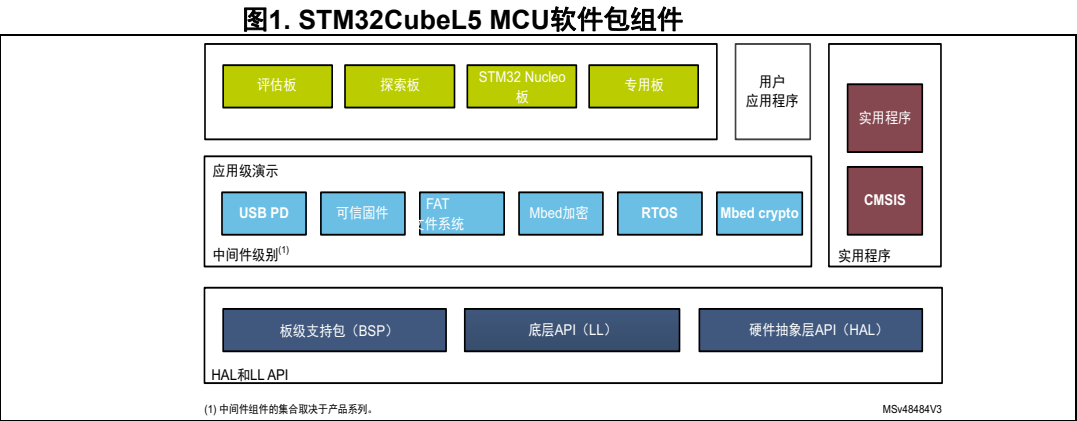 图1. STM32CubeL5 MCU软件包组件
评估板
探索板
STM32 Nucleo
板
专用板
用户
应用程序
实用程序
应用级演示
USB PD
可信固件
FAT
文件系统
Mbed加密
RTOS
Mbed crypto
CMSIS
中间件级别(1)
实用程序
板级支持包（BSP）
底层API（LL）
硬件抽象层API（HAL）
HAL和LL API
(1) 中间件组件的集合取决于产品系列。
MSv48484V3